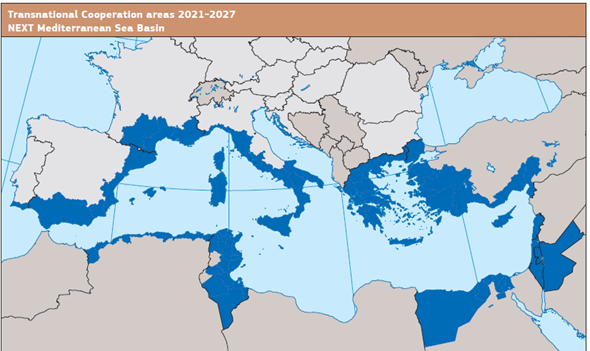 Transnational Cooperation areas 2021–2027
NEXT Mediterranean Sea Basin